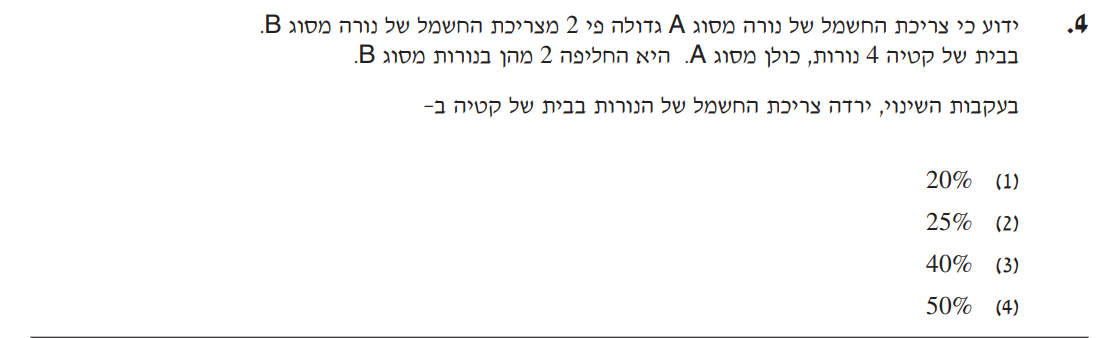 4. ידוע כי צריכת החשמל של נורה מסוג A גדולה פי 2 מצריכת החשמל של נורה מסוג B.
בבית של קטיה 4 נורות, כולן מסוג A. היא החליפה 2 מהן בנורות מסוג B.
בעקבות השינוי, ירדה צריכת החשמל של הנורות בבית של קטיה ב-
(1) 20%
(2) 25%
(3) 40%
(4) 50%